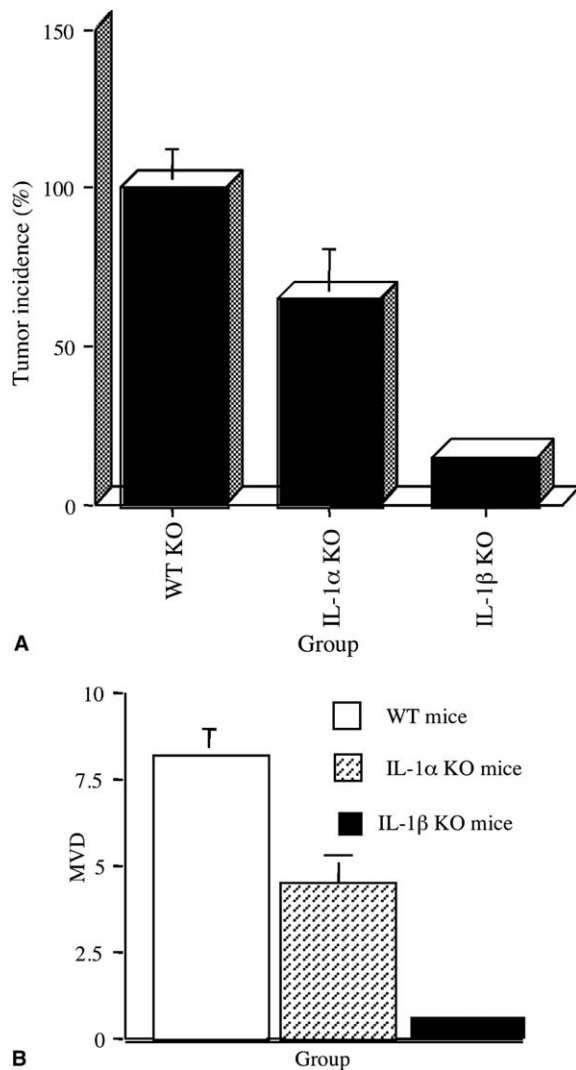 150
100
50
0
Tumor incidence (%)
WT KO
IL-1α KO
IL-1β KO
Group
A
10
7.5
5
2.5
0
MVD
WT mice
IL-1α KO mice
IL-1β KO mice
Group
B